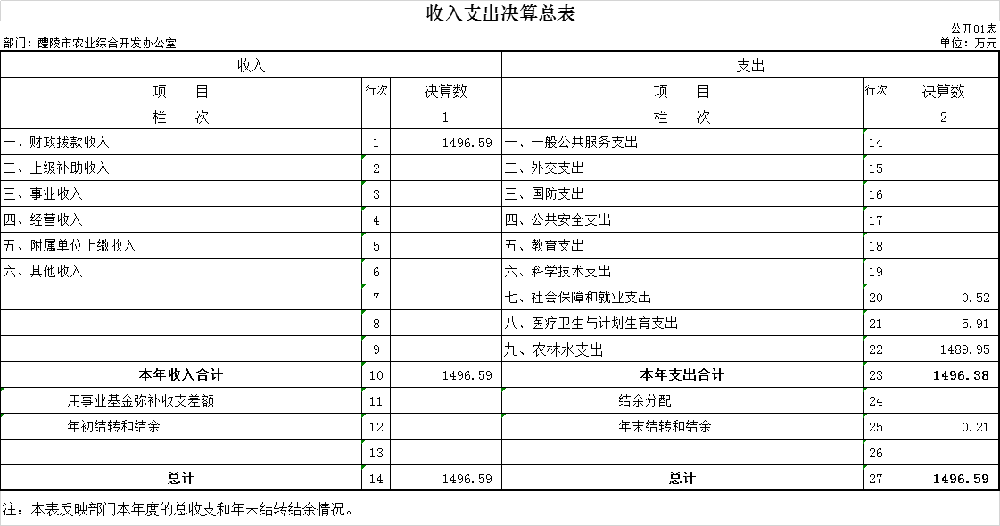 收入支出决算总表
公开01表
部门：醴陵市农业综合开发办公室 单位：万元
收入 支出
项 目 行次 决算数 项 目 行次 决算数
栏 次 1 栏 次 2
一、财政拨款收入 1 1496.59 一、一般公共服务支出 14
二、上级补助收入 2 二、外交支出 15
三、事业收入 3 三、国防支出 16
四、经营收入 4 四、公共安全支出 17
五、附属单位上缴收入 5 五、教育支出 18
六、其他收入 6 六、科学技术支出 19
7 七、社会保障和就业支出 20 0.52
8 八、医疗卫生与计划生育支出 21 5.91
9 九、农林水支出 22 1489.95
本年收入合计 10 1496.59 本年支出合计 23 1496.38
用事业基金弥补收支差额 11 结余分配 24
年初结转和结余 12 年末结转和结余 25 0.21
13 26
总计 14 1496.59 总计 27 1496.59
注：本表反映部门本年度的总收支和年末结转结余情况。